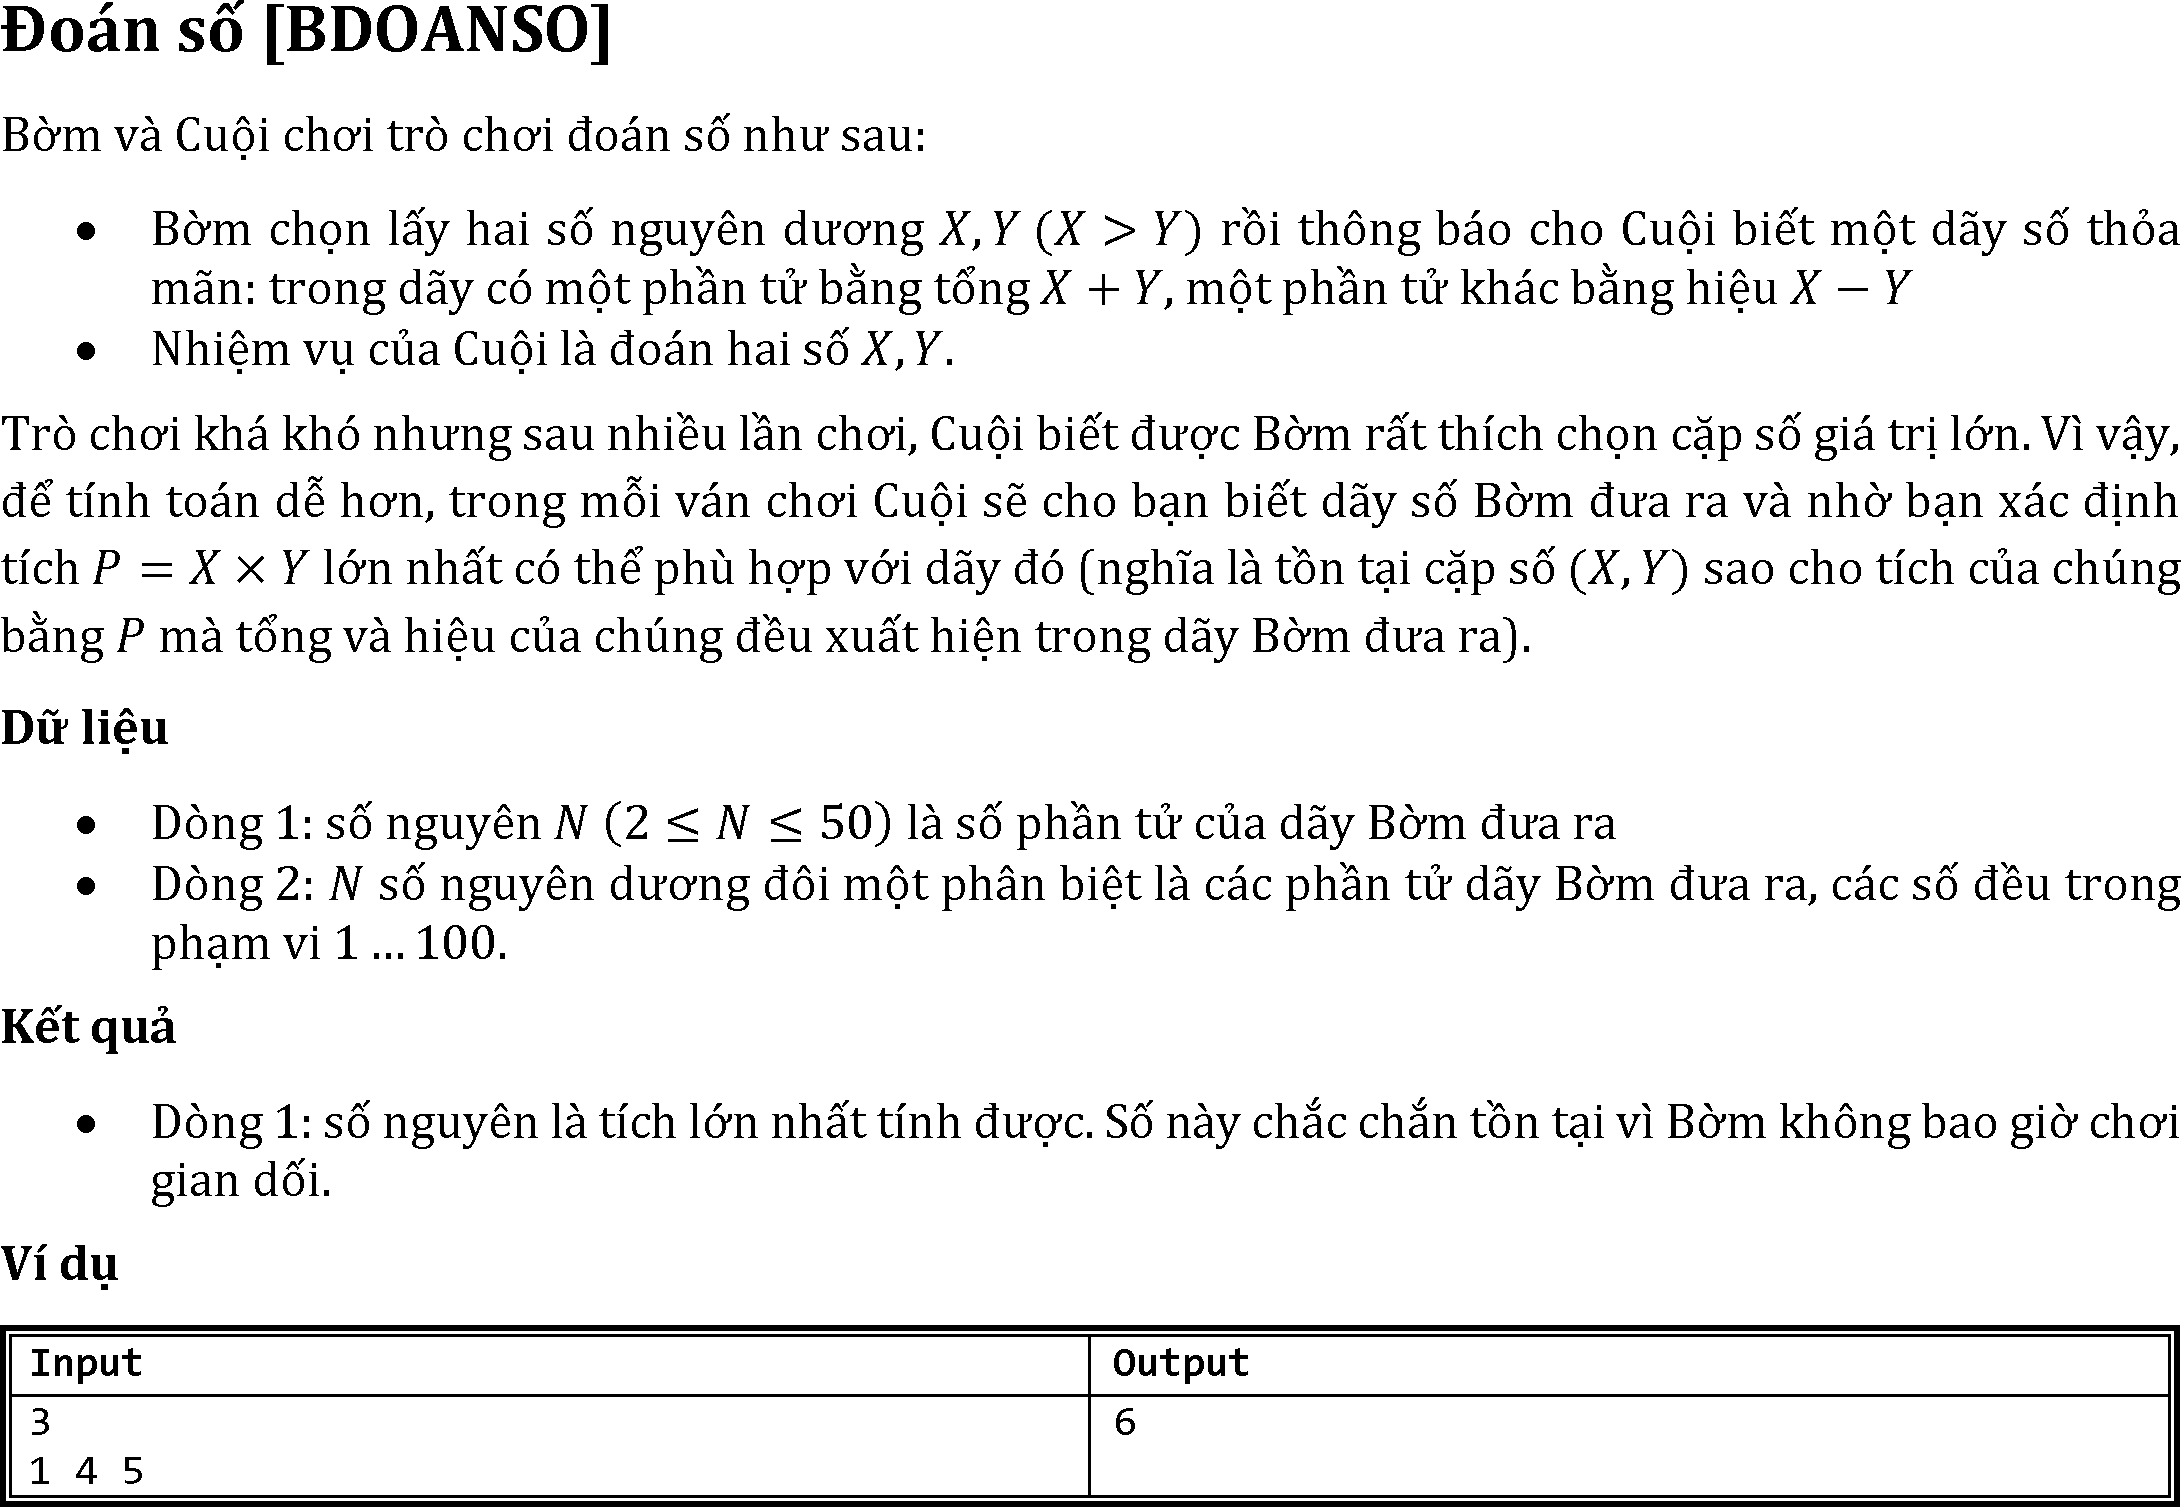 Đoán số [BDOANSO]
Bờm và Cuội chơi trò chơi đoán số như sau:
• Bờm chọn lấy hai số nguyên dương X, Y (X > Y) rồi thông báo cho Cuội biết một dãy số thỏa
mãn: trong dãy có một phần tử bằng tổng X + Y, một phần tử khác bằng hiệu X − Y
• Nhiệm vụ của Cuội là đoán hai số X, Y.
Trò chơi khá khó nhưng sau nhiều lần chơi, Cuội biết được Bờm rất thích chọn cặp số giá trị lớn. Vì vậy,
để tính toán dễ hơn, trong mỗi ván chơi Cuội sẽ cho bạn biết dãy số Bờm đưa ra và nhờ bạn xác định
tích P = X × Y lớn nhất có thể phù hợp với dãy đó (nghĩa là tồn tại cặp số (X, Y) sao cho tích của chúng
bằng P mà tổng và hiệu của chúng đều xuất hiện trong dãy Bờm đưa ra).
Dữ liệu
• Dòng 1: số nguyên N (2 ≤ N ≤ 50) là số phần tử của dãy Bờm đưa ra
• Dòng 2: N số nguyên dương đôi một phân biệt là các phần tử dãy Bờm đưa ra, các số đều trong
phạm vi 1 … 100.
Kết quả
• Dòng 1: số nguyên là tích lớn nhất tính được. Số này chắc chắn tồn tại vì Bờm không bao giờ chơi
gian dối.
Ví dụ
Input Output
3 6
1 4 5